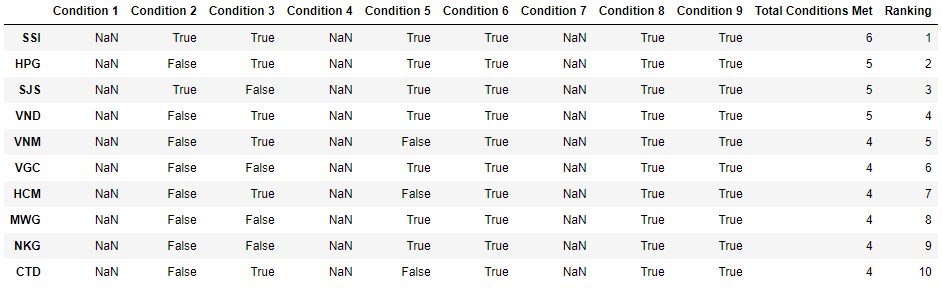 Condition 1 Condition 2 Condition 3 Condition 4 Condition 5 Condition 6 Condition 7 Condition 8 Condition 9 Total Conditions Met Ranking
SSI NaN True True NaN True True NaN True True 6 1
HPG NaN False True NaN True True NaN True True 5 2
SJS NaN True False NaN True True NaN True True 5 3
VND NaN False True NaN True True NaN True True 5 4
VNM NaN False True NaN False True NaN True True 4 5
VGC NaN False False NaN True True NaN True True 4 6
HCM NaN False True NaN False True NaN True True 4 7
MWG NaN False False NaN True True NaN True True 4 8
NKG NaN False False NaN True True NaN True True 4 9
CTD NaN False True NaN False True NaN True True 4 10